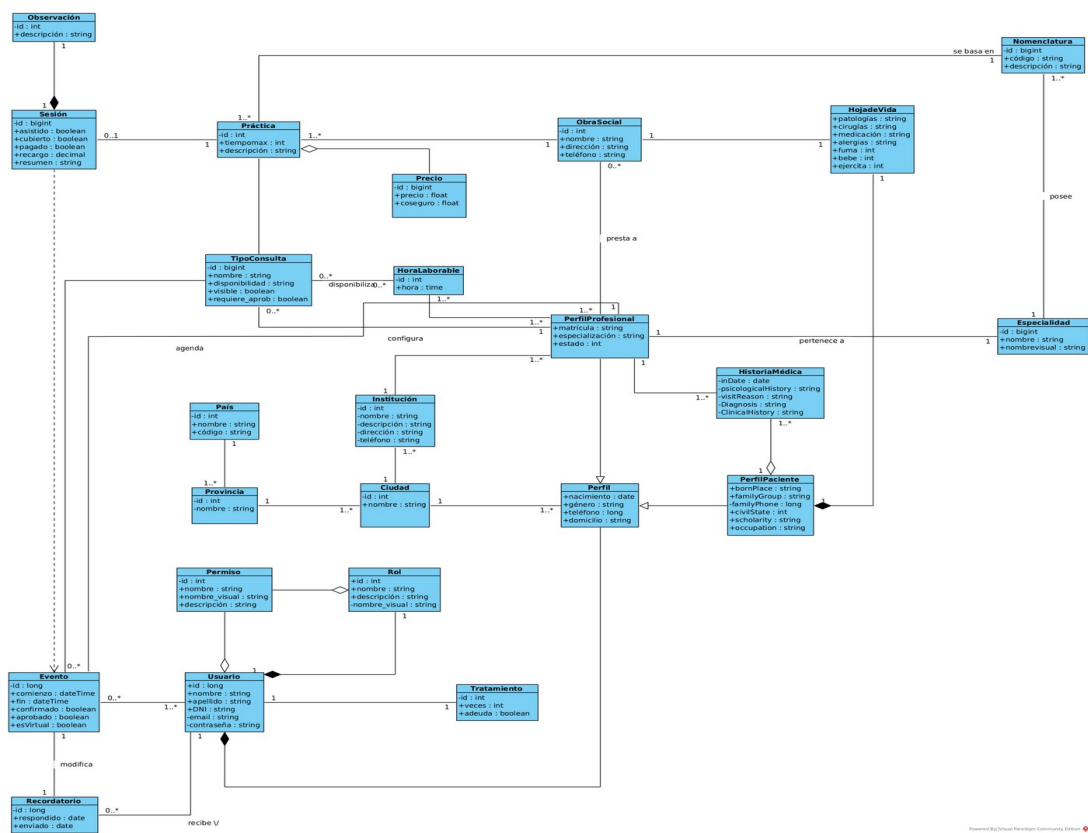 Observación
-id : int
+descripción : string
1
1
Sesión
-id : bigint
+asistido : boolean
+cubierto : boolean
+pagado : boolean
+recargo : decimal
+resumen : string
0..1
1
1..*
Práctica
-id : int
+tiempomax : int
+descripción : string
1..*
1
Precio
-id : bigint
+precio : float
+coseguro : float
ObraSocial
-id : int
+nombre : string
+dirección : string
+teléfono : string
1
1
0..*
HojadeVida
+patologías : string
+cirugías : string
+medicación : string
+alergias : string
+fuma : int
+bebe : int
+ejercita : int
1
se basa en
1
Nomenclatura
-id : bigint
+código : string
+descripción : string
1..*
posee
presta a
TipoConsulta
-id : bigint
+nombre : string
+disponibilidad : string
+visible : boolean
+requiere_aprob : boolean
0..*
disponibiliza
0..*
0..*
HoraLaborable
-id : int
+hora : time
1..*
1..*
1
1..*
1
PerfilProfesional
+matrícula : string
+especialización : string
+estado : int
1
1..*
1
configura
agenda
pertenece a
1
1
Especialidad
-id : bigint
+nombre : string
+nombrevisual : string
HistoriaMédica
-inDate : date
-psicologicalHistory : string
-visitReason : string
-Diagnosis : string
-ClinicalHistory : string
1..*
1..*
1
Institución
-id : int
-nombre : string
-descripción : string
-dirección : string
-teléfono : string
1
1..*
País
-id : int
+nombre : string
+código : string
1
1..*
Provincia
-id : int
-nombre : string
1
1..*
1
Ciudad
-id : int
+nombre : string
1
1..*
Perfil
+nacimiento : date
+género : string
+teléfono : long
+domicilio : string
PerfilPaciente
+bornPlace : string
+familyGroup : string
-familyPhone : long
+civilState : int
+scholarity : string
+occupation : string
1
Permiso
-id : int
+nombre : string
+nombre_visual : string
+descripción : string
Rol
+id : int
+nombre : string
+descripción : string
-nombre_visual : string
1
1
0..*
Evento
-id : long
+comienzo : dateTime
+fin : dateTime
+confirmado : boolean
+aprobado : boolean
+esVirtual : boolean
0..*
1..*
1
Usuario
+id : long
+nombre : string
+apellido : string
+DNI : string
-email : string
-contraseña : string
1
1
1
Tratamiento
-id : int
+veces : int
+adeuda : boolean
modifica
1
Recordatorio
-id : long
+respondido : date
+enviado : date
0..*
recibe \/
Powered By Visual Paradigm Community Edition